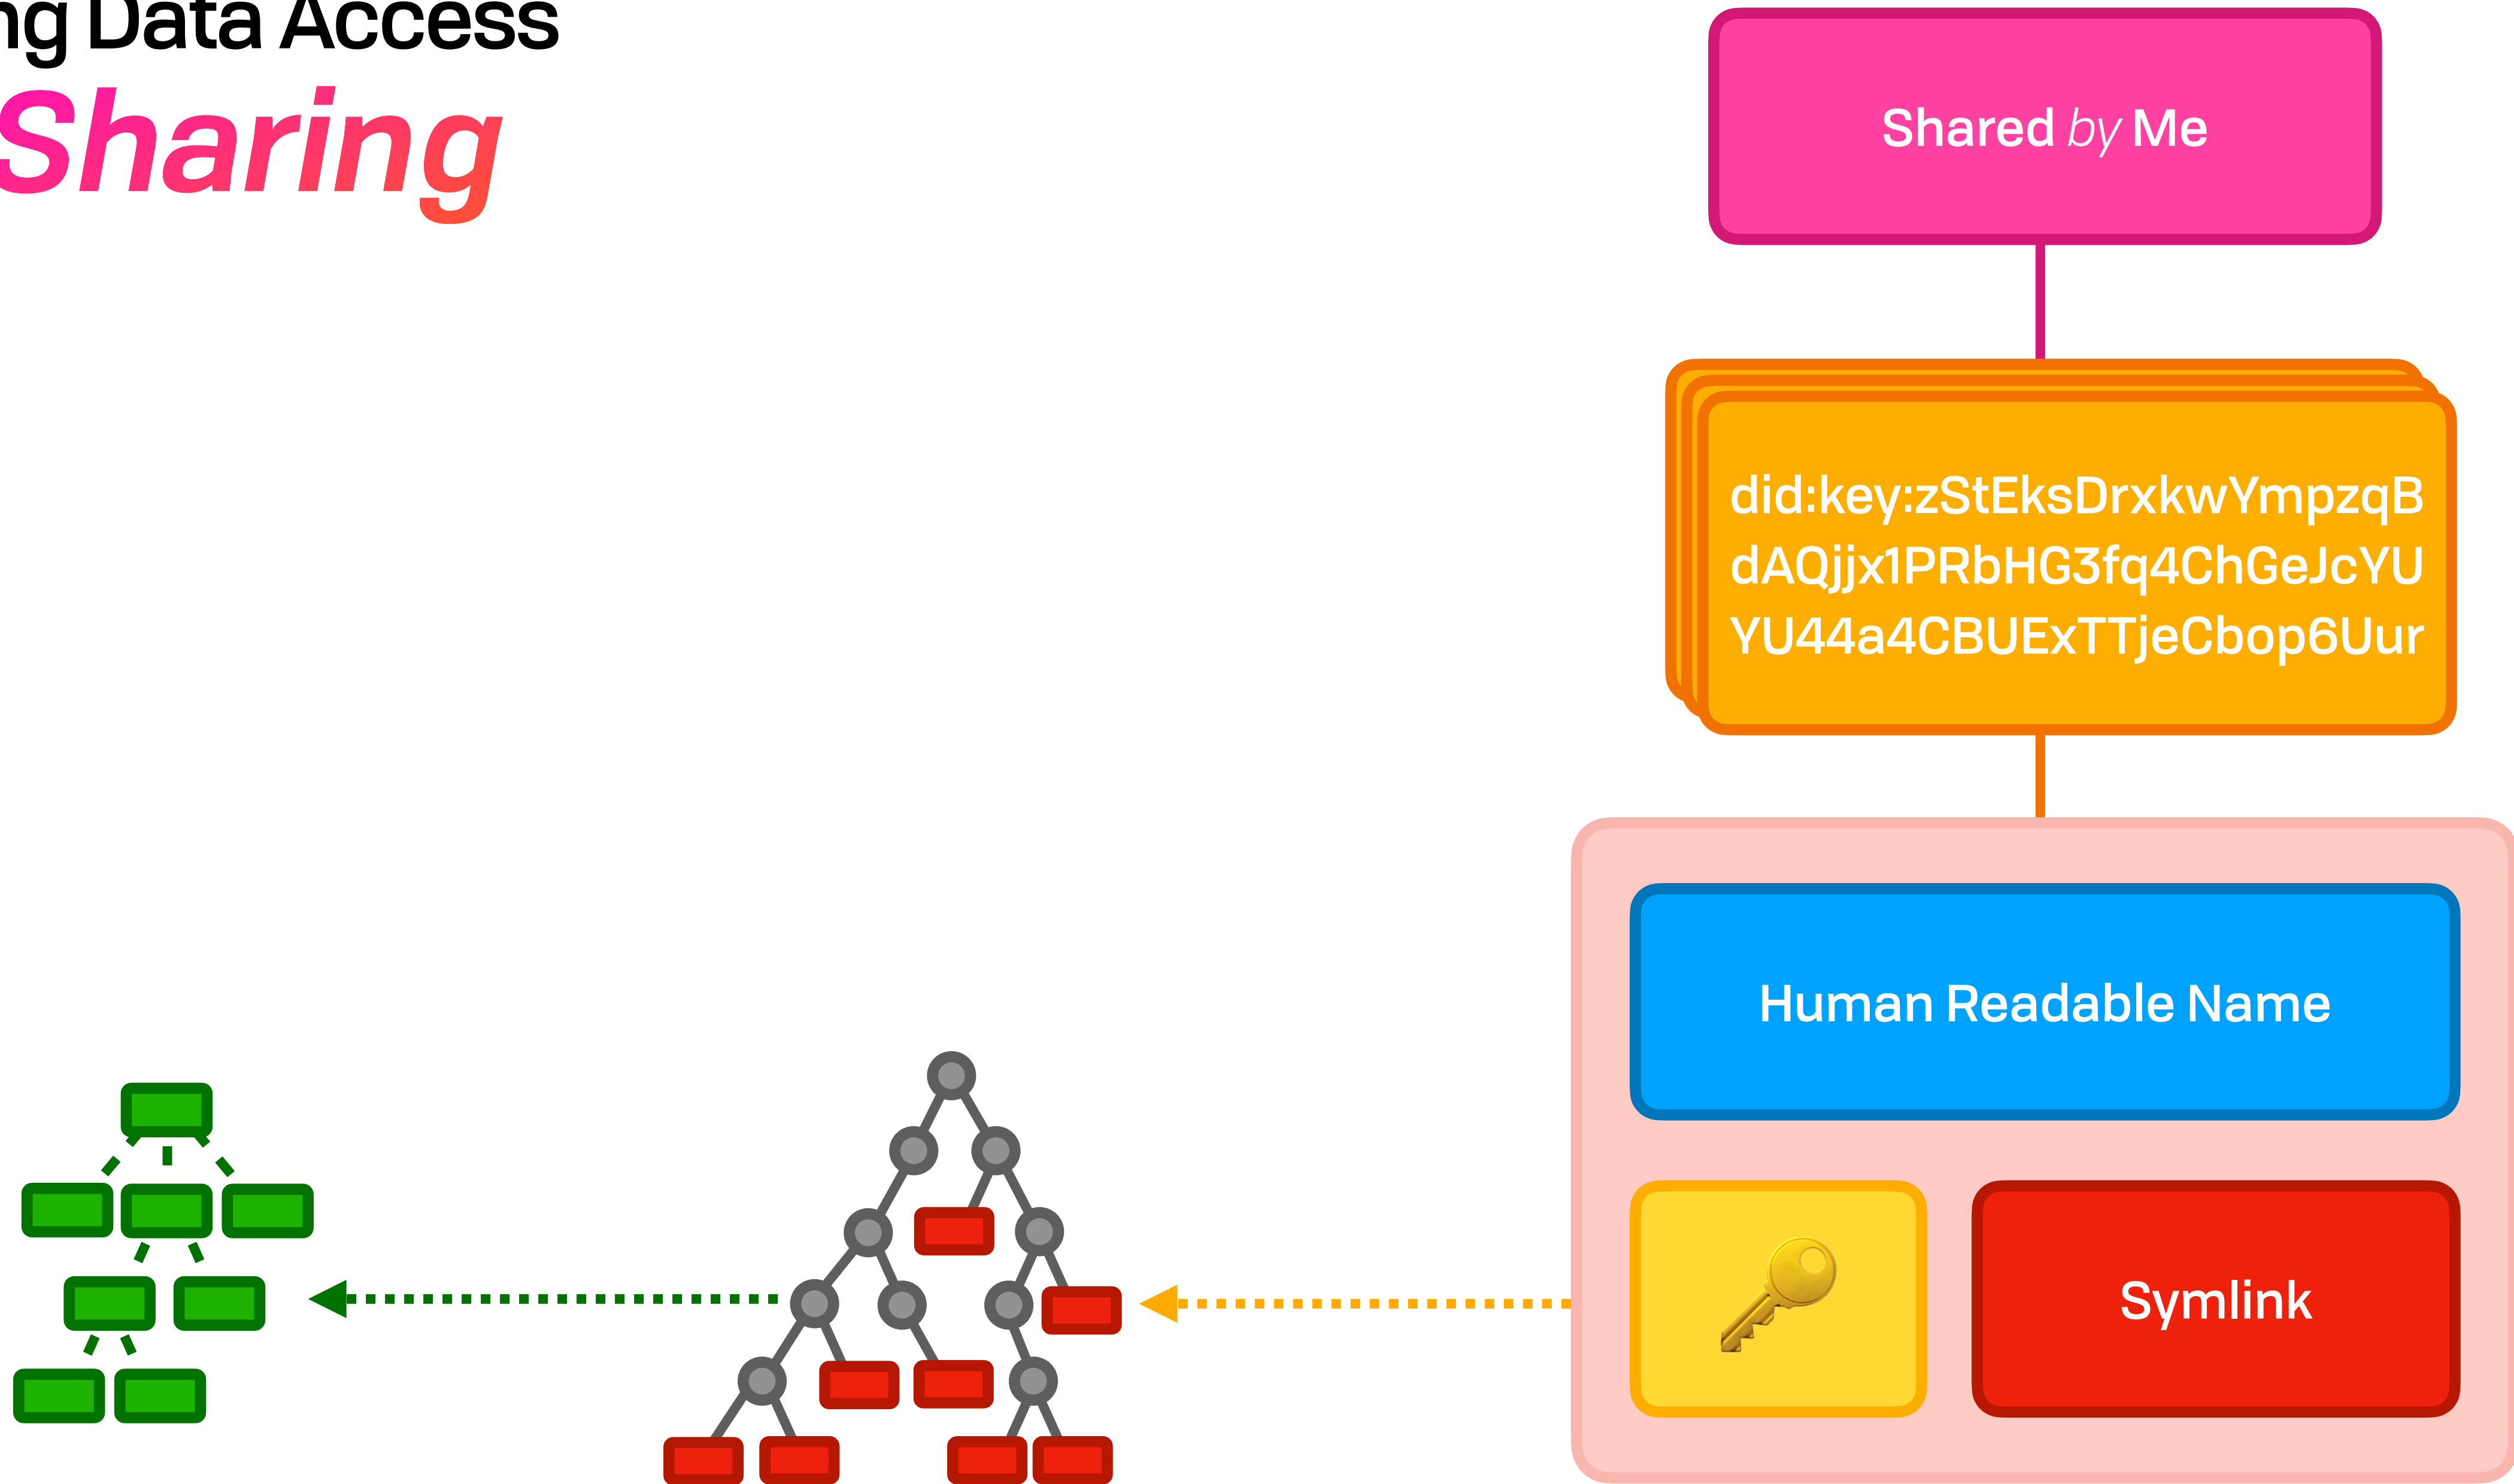 ng Data Access
Sharing
Shared by Me
did:key:zStEksDrxkwYmpzqB
dAQjjx1PRbHG3fq4ChGeJcYU
YU44a4CBUExTTjeCbop6Uur
Human Readable Name
Symlink